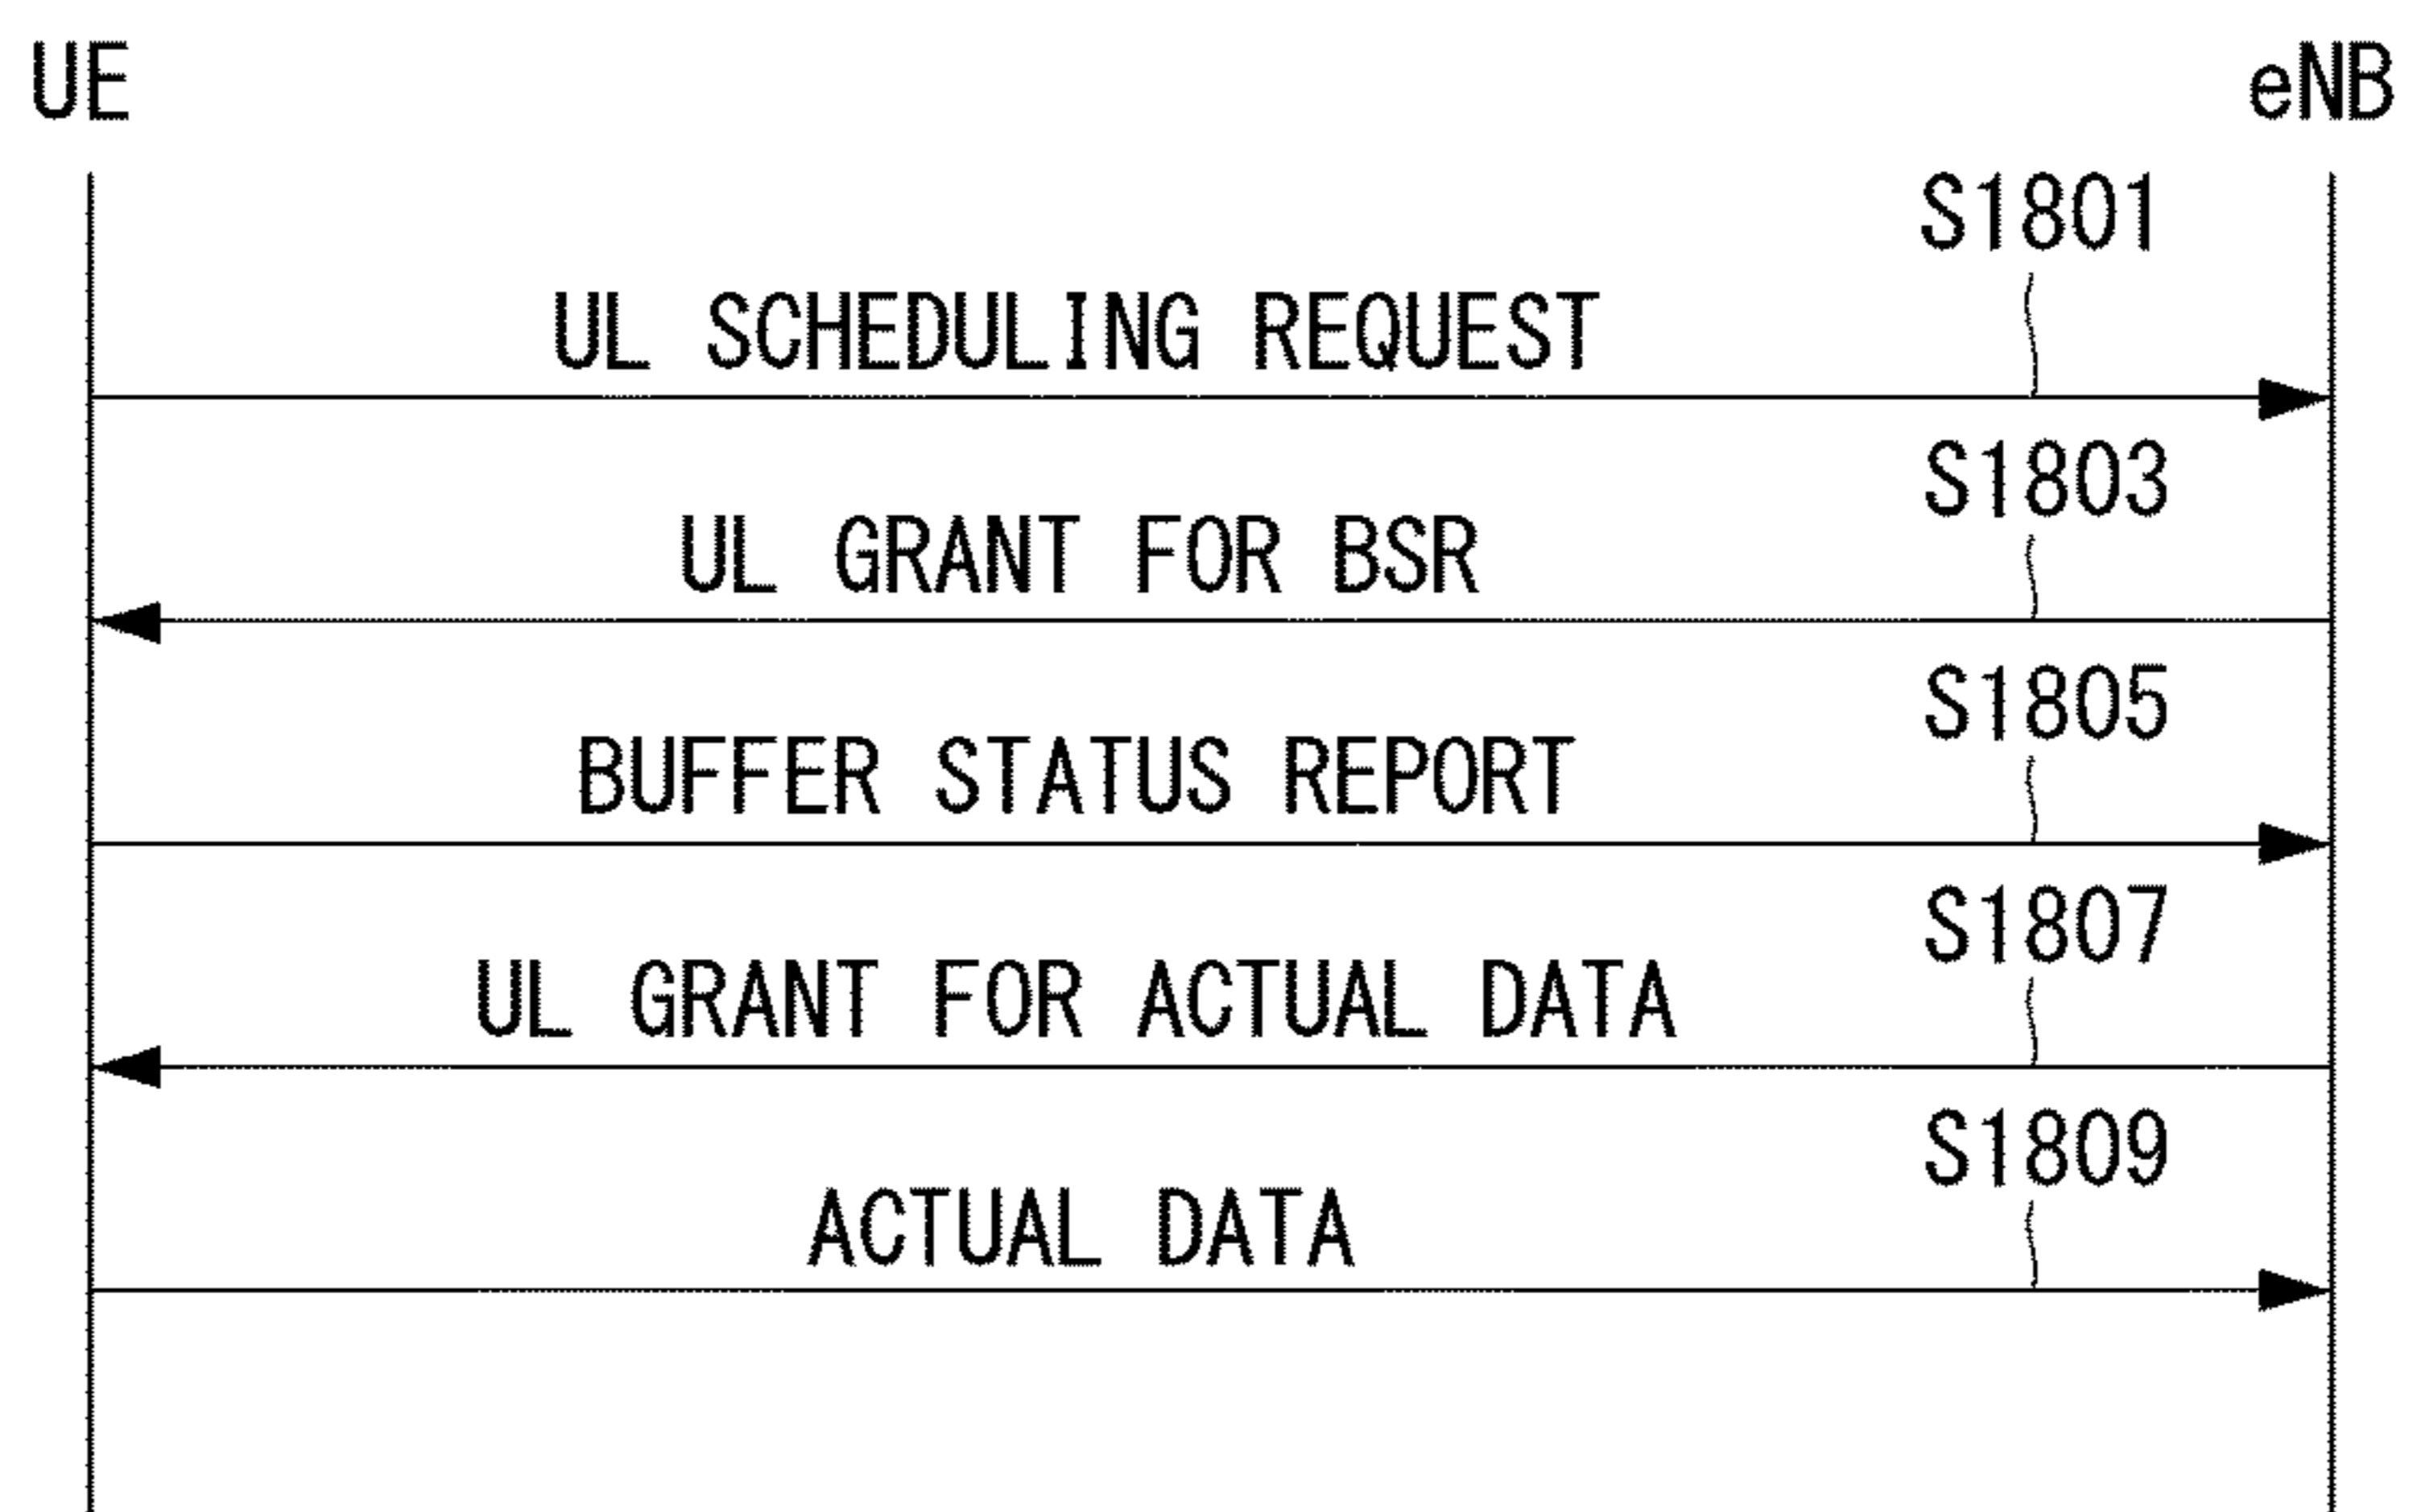 UE eNB
S1801
UL SCHEDULING REQUEST
S1803
UL GRANT FOR BSR
S1805
BUFFER STATUS REPORT
S1807
UL GRANT FOR ACTUAL DATA
S1809
ACTUAL DATA